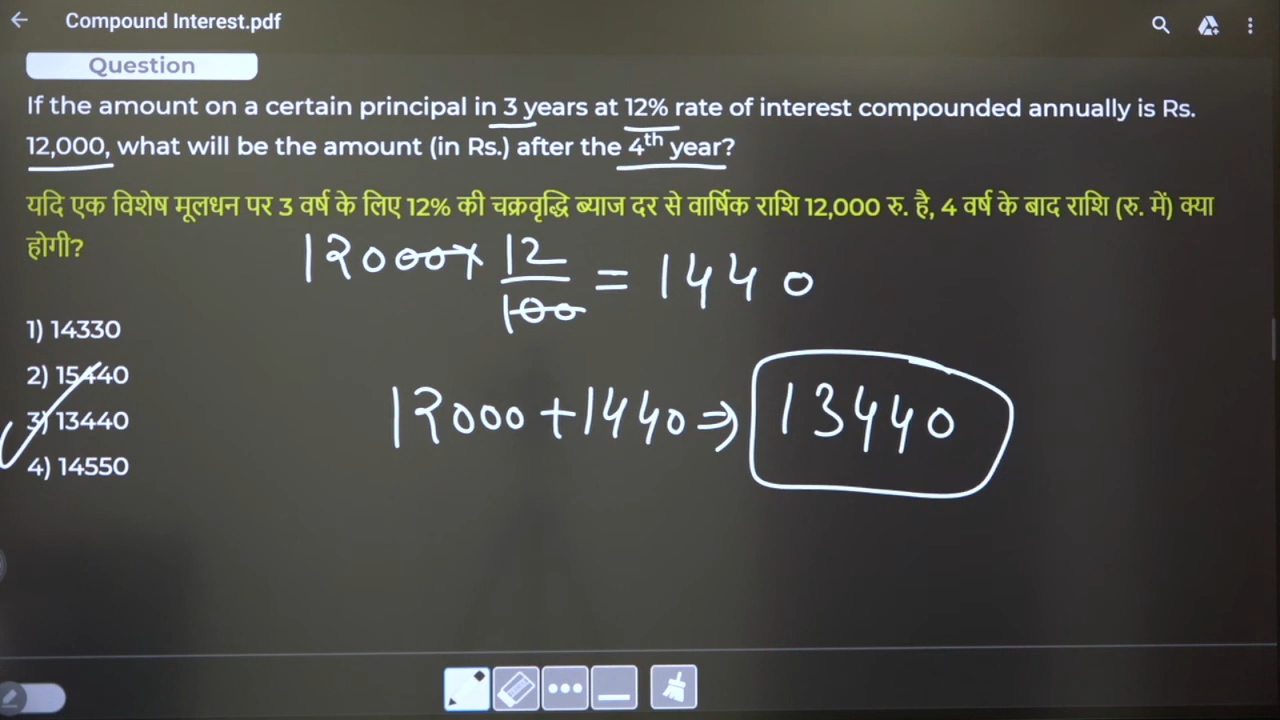 Compound Interest.pdf
Question
If the amount on a certain principal in 3 years at 12% rate of interest compounded annually is Rs.
12,000, what will be the amount (in Rs.) after the 4th year?
यदि एक विशेष मूलधन पर 3 वर्ष के लिए 12% की चक्रवृद्धि ब्याज दर से वार्षिक राशि 12,000 रु. है, 4 वर्ष के बाद राशि (रु. में) क्या
होगी?
12000 × 12/100 = 1440
1) 14330
2) 15440
3) 13440
4) 14550
12000 + 1440 ⇒ 13440